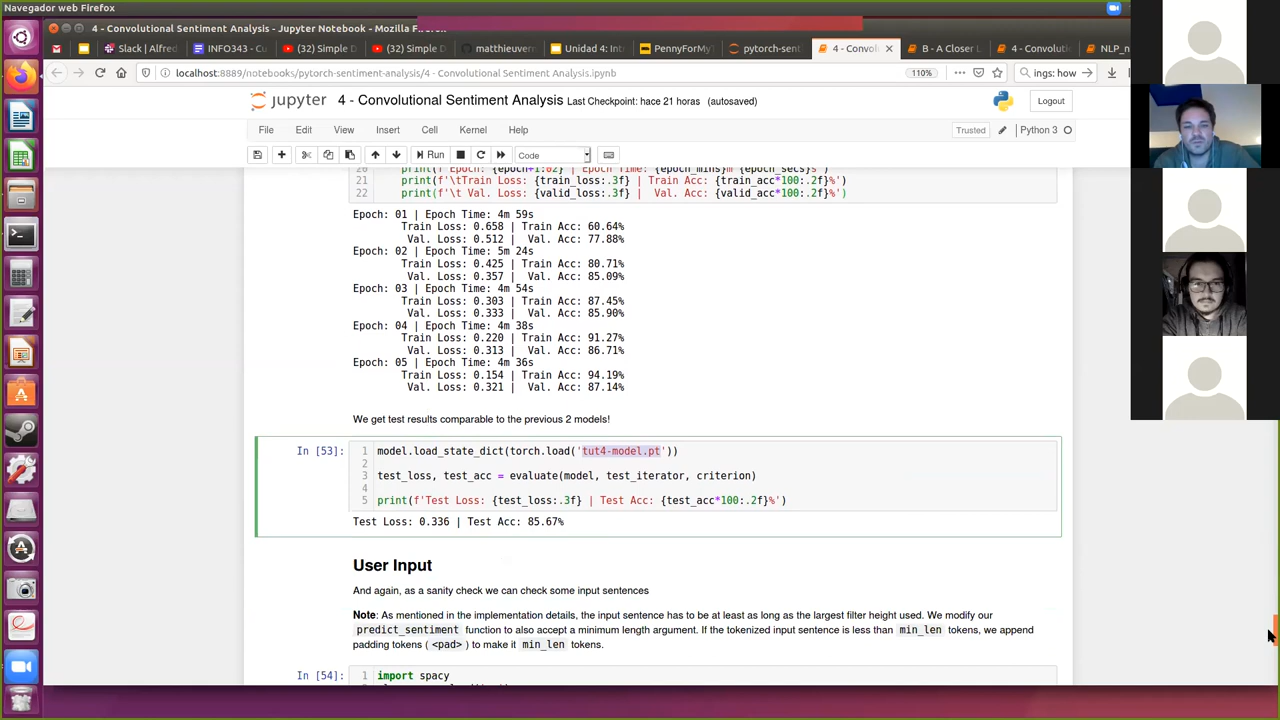 Navegador web Firefox
4 - Convolutional Sentiment Analysis - Jupyter Notebook - Mozilla Firefox
Slack | Alfred
INFO343 - Cu
(32) Simple D
(32) Simple D
matthieuverr
Unidad 4: Int
PennyForMyT
pytorch-senti
4 - Convol
B - A Closer L
4 - Convoluti
NLP_n
localhost:8889/notebooks/pytorch-sentiment-analysis/4 - Convolutional Sentiment Analysis.ipynb
110%
ings: how
jupyter 4 - Convolutional Sentiment Analysis Last Checkpoint: hace 21 horas (autosaved)
Logout
File Edit View Insert Cell Kernel Help
Trusted
Python 3
Run
Code
20 print(f'Epoch: {epoch+1:02} | Epoch Time: {epoch_mins}m {epoch_secs}s')
21 print(f'\tTrain Loss: {train_loss:.3f} | Train Acc: {train_acc*100:.2f}%')
22 print(f'\t Val. Loss: {valid_loss:.3f} |  Val. Acc: {valid_acc*100:.2f}%')
Epoch: 01 | Epoch Time: 4m 59s
Train Loss: 0.658 | Train Acc: 60.64%
Val. Loss: 0.512 |  Val. Acc: 77.88%
Epoch: 02 | Epoch Time: 5m 24s
Train Loss: 0.425 | Train Acc: 80.71%
Val. Loss: 0.357 |  Val. Acc: 85.09%
Epoch: 03 | Epoch Time: 4m 54s
Train Loss: 0.303 | Train Acc: 87.45%
Val. Loss: 0.333 |  Val. Acc: 85.90%
Epoch: 04 | Epoch Time: 4m 38s
Train Loss: 0.220 | Train Acc: 91.27%
Val. Loss: 0.313 |  Val. Acc: 86.71%
Epoch: 05 | Epoch Time: 4m 36s
Train Loss: 0.154 | Train Acc: 94.19%
Val. Loss: 0.321 |  Val. Acc: 87.14%
We get test results comparable to the previous 2 models!
In [53]:
1 model.load_state_dict(torch.load('tut4-model.pt'))
2
3 test_loss, test_acc = evaluate(model, test_iterator, criterion)
4
5 print(f'Test Loss: {test_loss:.3f} | Test Acc: {test_acc*100:.2f}%')
Test Loss: 0.336 | Test Acc: 85.67%
User Input
And again, as a sanity check we can check some input sentences
Note: As mentioned in the implementation details, the input sentence has to be at least as long as the largest filter height used. We modify our
predict_sentiment function to also accept a minimum length argument. If the tokenized input sentence is less than min_len tokens, we append
padding tokens ( <pad> ) to make it min_len tokens.
In [54]:
1 import spacy